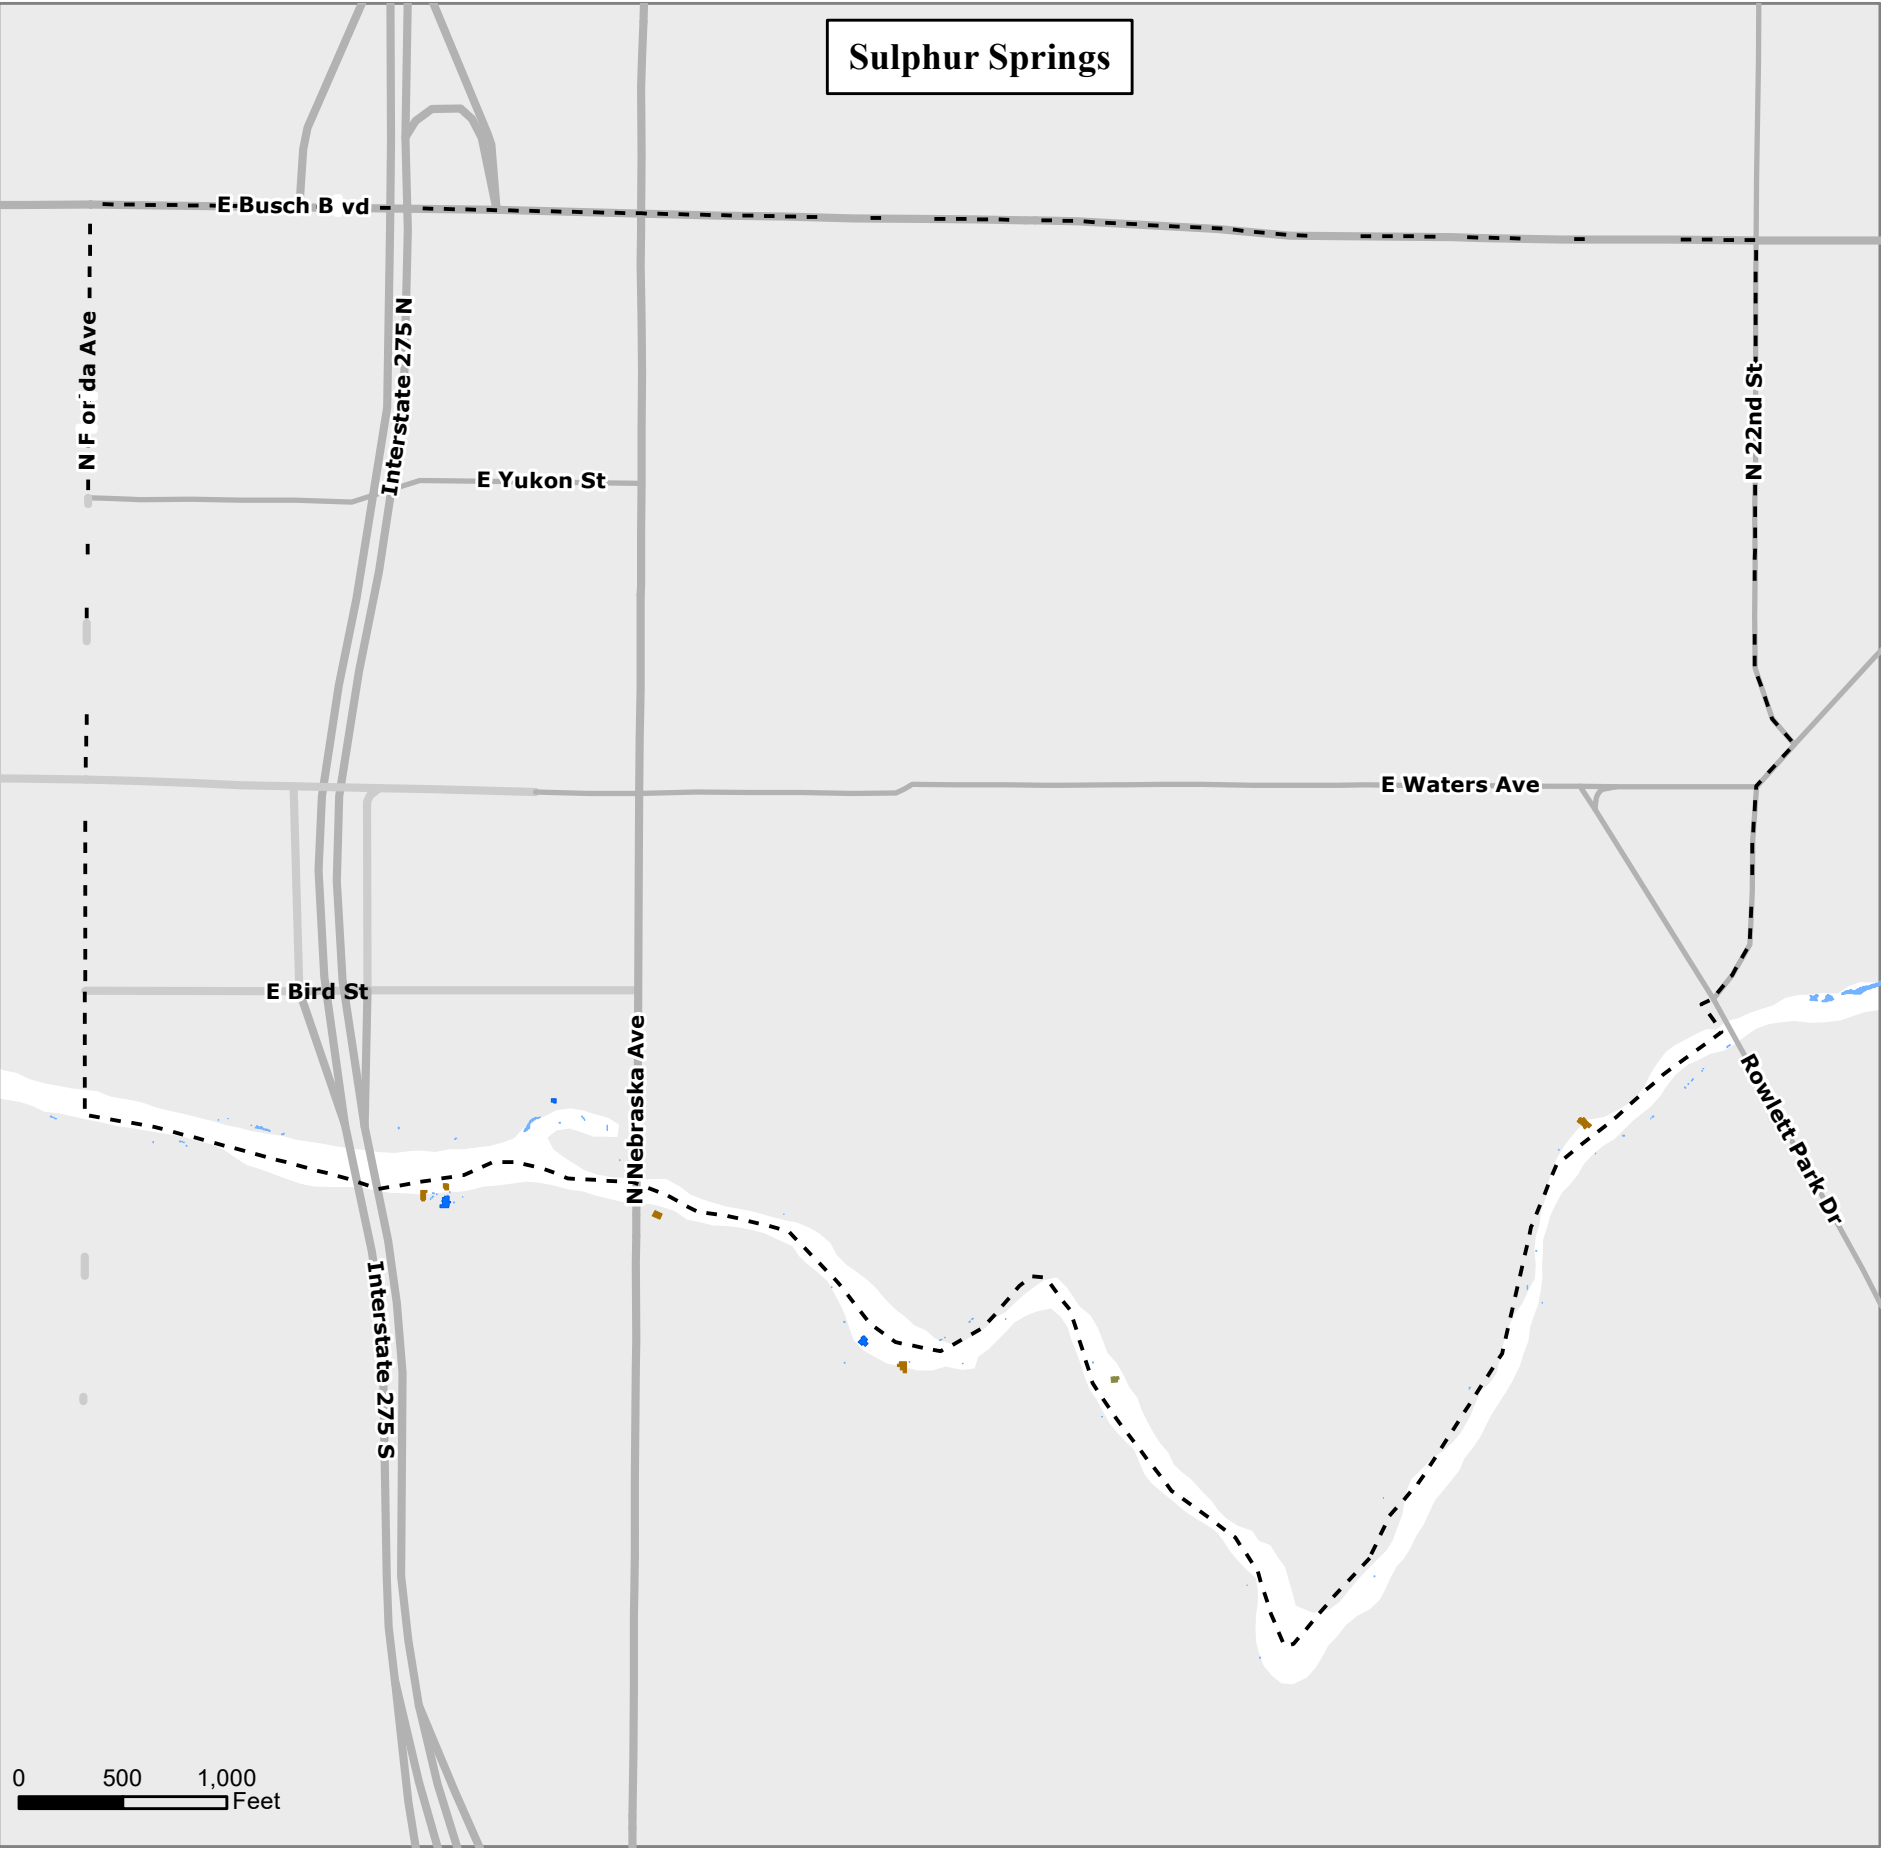 Sulphur Springs
E Busch B vd
N F or da Ave
Interstate 275 N
N 22nd St
E Yukon St
E Waters Ave
E Bird St
N Nebraska Ave
Rowlett Park Dr
Interstate 275 S
0 500 1,000
Feet